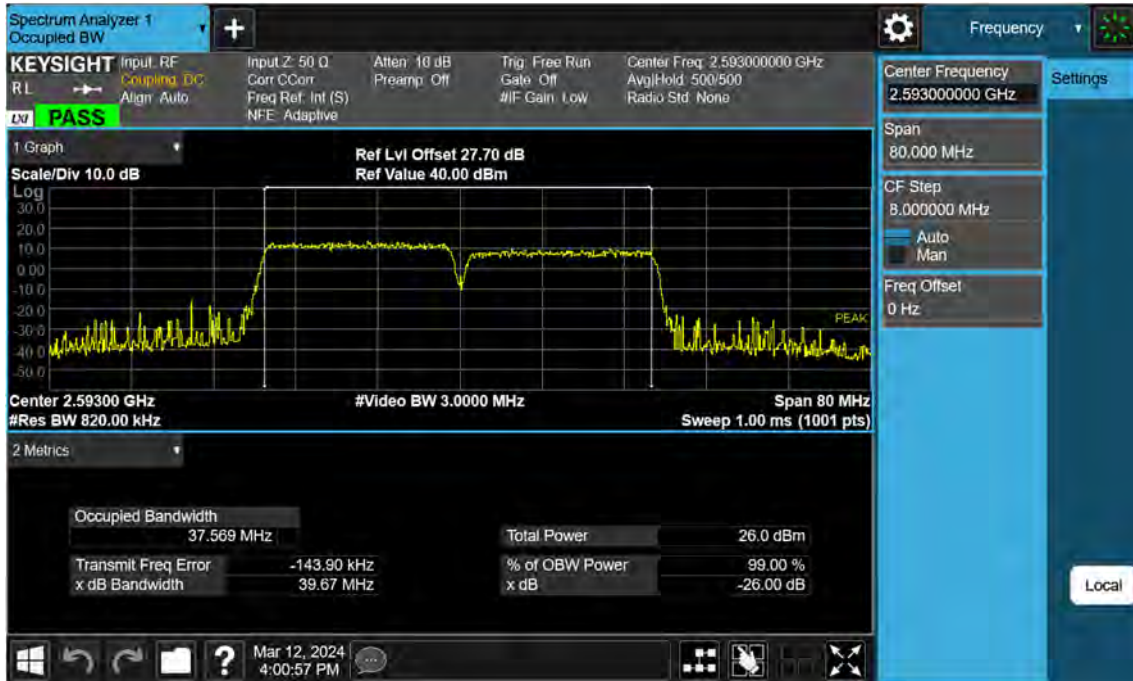 Spectrum Analyzer 1
Occupied BW
+
Frequency
KEYSIGHT
RL
LXI PASS
Input: RF
Coupling: DC
Align: Auto
Input Z: 50 Ω
Corr CCorr
Freq Ref: Int (S)
NFE: Adaptive
Atten: 10 dB
Preamp: Off
Trig: Free Run
Gate: Off
#IF Gain: Low
Center Freq: 2.593000000 GHz
Avg|Hold: 500/500
Radio Std: None
1 Graph
Scale/Div 10.0 dB
Ref Lvl Offset 27.70 dB
Ref Value 40.00 dBm
Log
30.0
20.0
10.0
0.00
-10.0
-20.0
-30.0
-40.0
-50.0
PEAK
Center 2.59300 GHz
#Video BW 3.0000 MHz
Span 80 MHz
#Res BW 820.00 kHz
Sweep 1.00 ms (1001 pts)
2 Metrics
Occupied Bandwidth
37.569 MHz
Total Power 26.0 dBm
Transmit Freq Error -143.90 kHz
% of OBW Power 99.00 %
x dB Bandwidth 39.67 MHz
x dB -26.00 dB
Center Frequency
2.593000000 GHz
Settings
Span
80.000 MHz
CF Step
8.000000 MHz
Auto
Man
Freq Offset
0 Hz
Local
?
Mar 12, 2024
4:00:57 PM